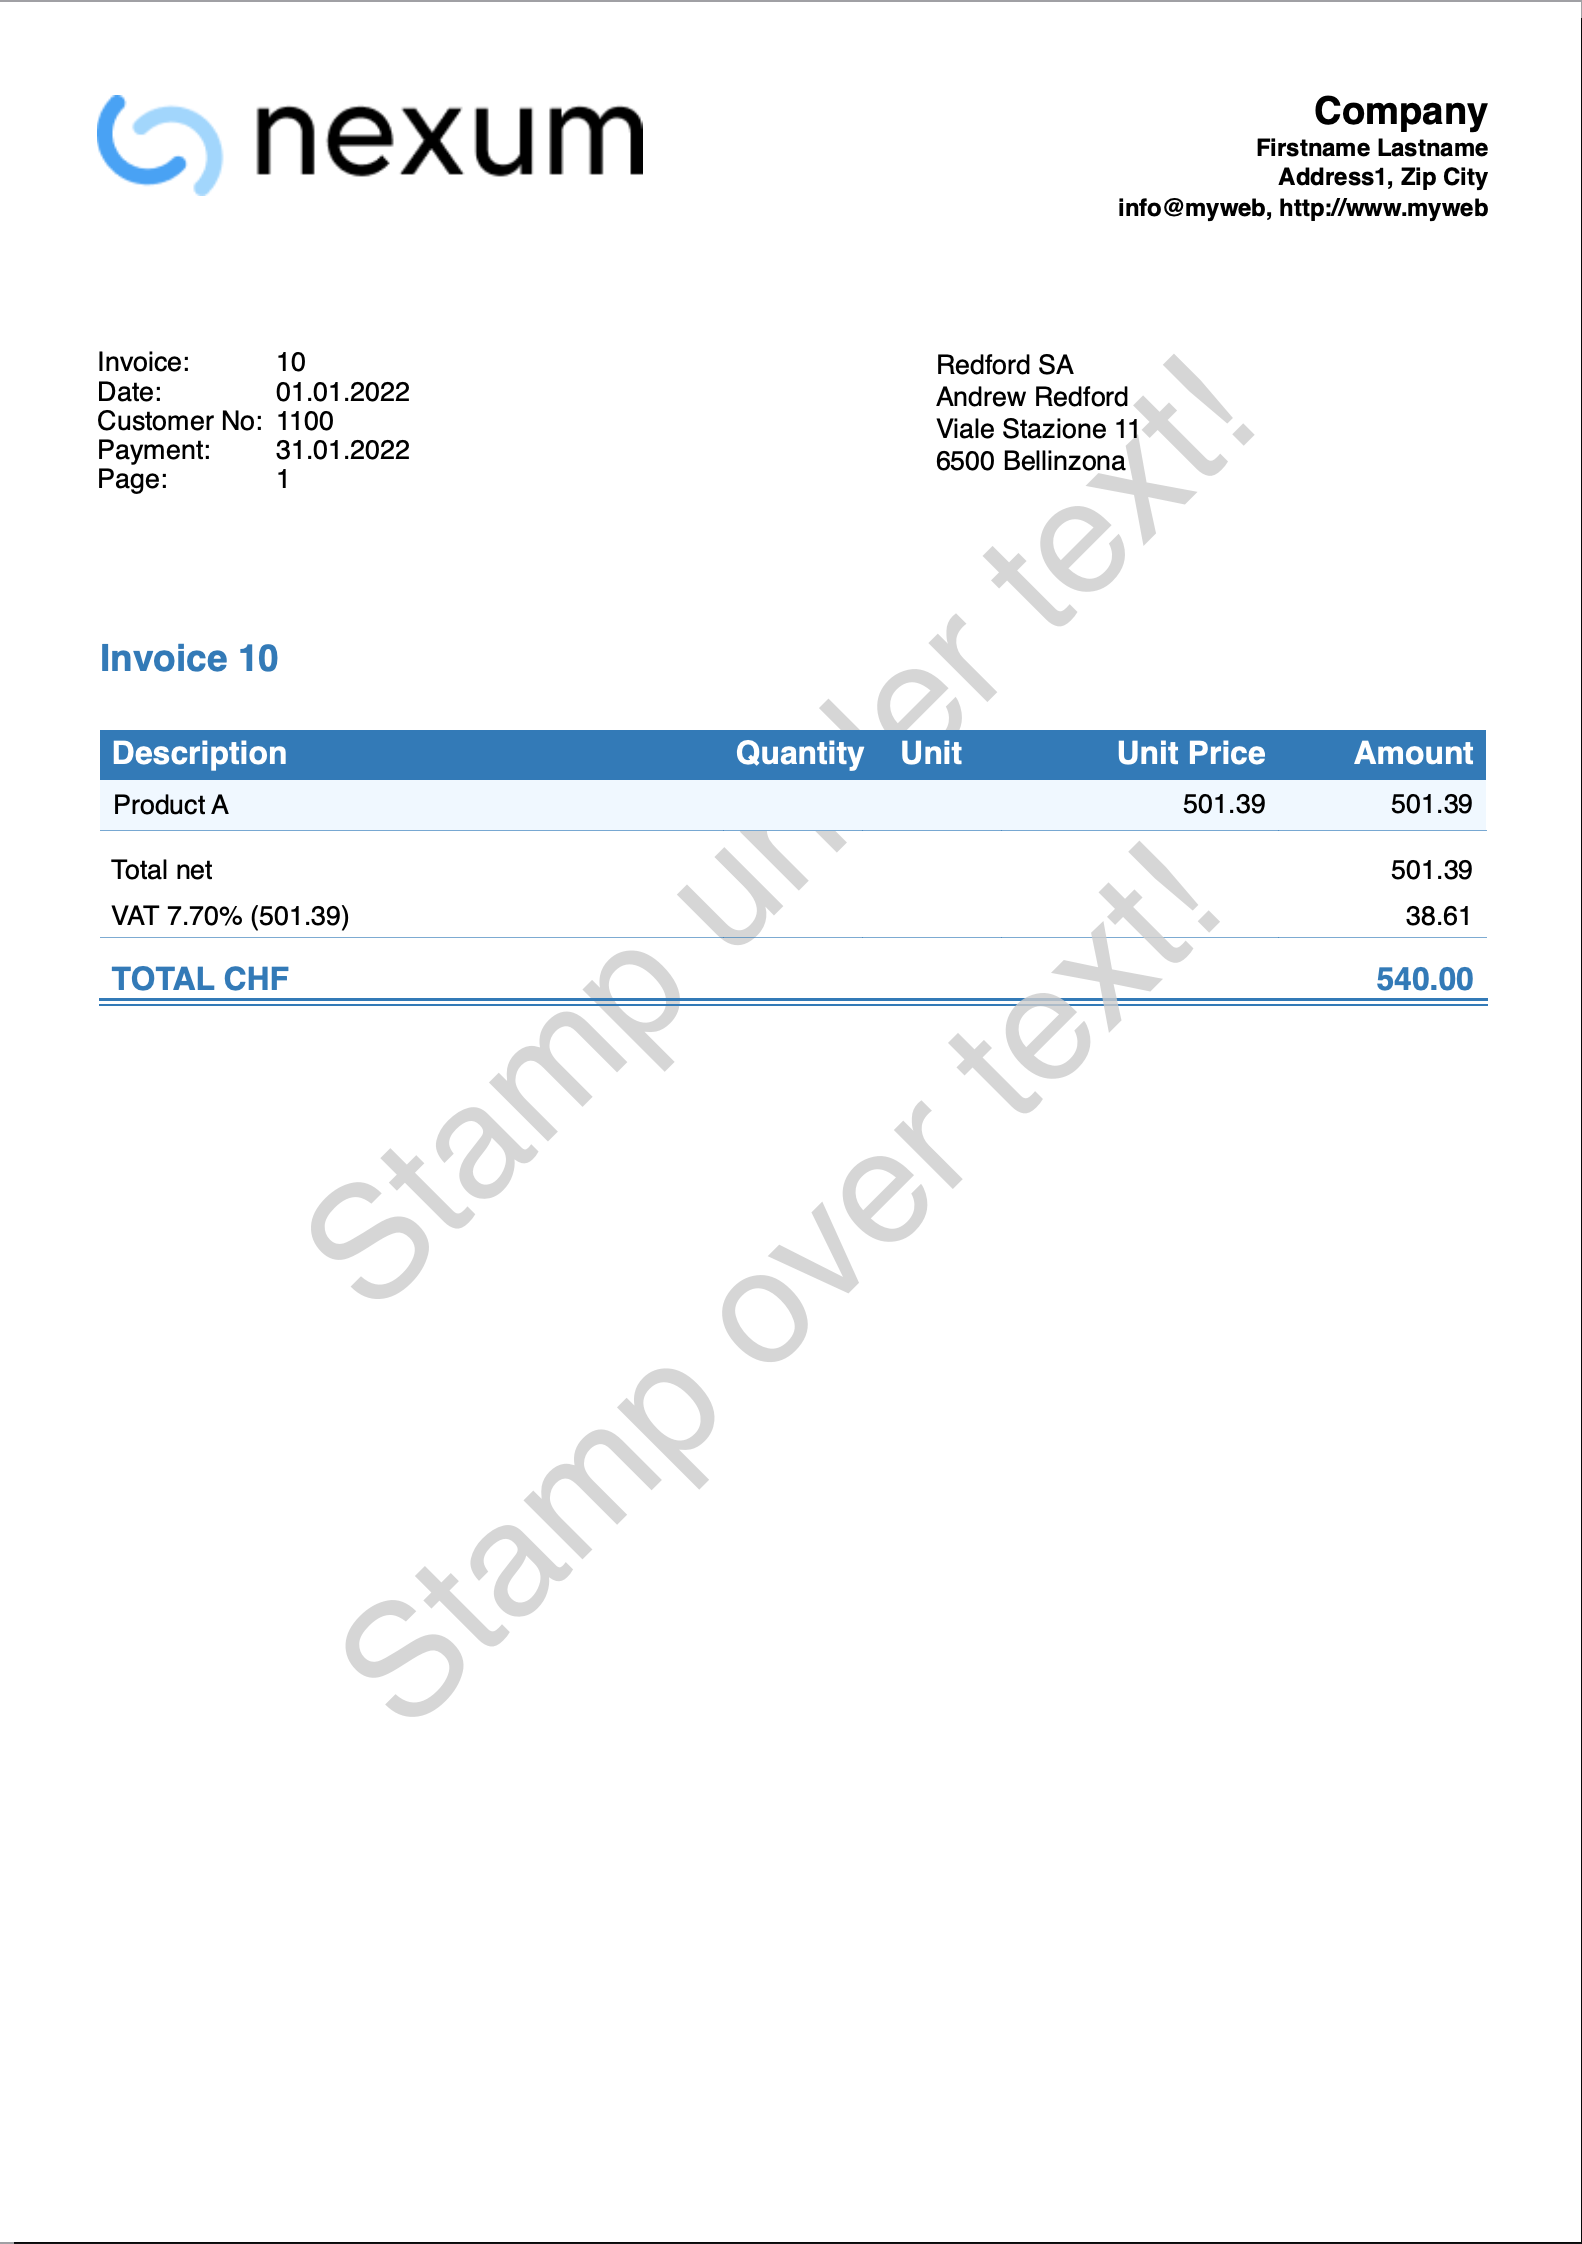 nexum
Company
Firstname Lastname
Address1, Zip City
info@myweb, http://www.myweb
Invoice: 10
Date: 01.01.2022
Customer No: 1100
Payment: 31.01.2022
Page: 1
Redford SA
Andrew Redford
Viale Stazione 11
6500 Bellinzona
Invoice 10
Description Quantity Unit Unit Price Amount
Product A 501.39 501.39
Total net 501.39
VAT 7.70% (501.39) 38.61
TOTAL CHF 540.00
Stamp under text!
Stamp over text!